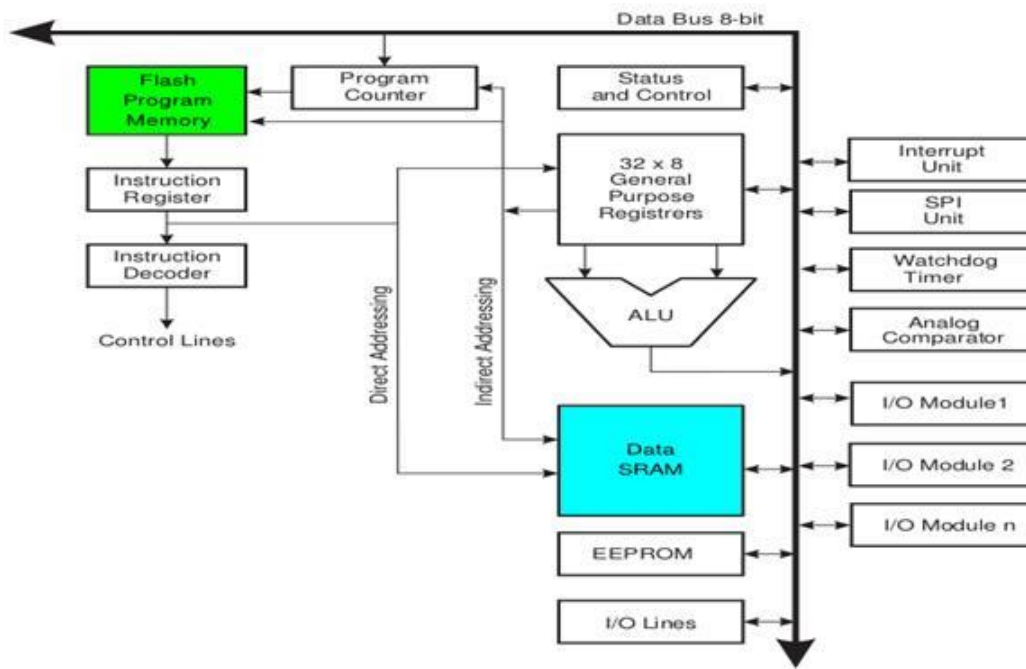 Data Bus 8-bit
Flash
Program
Memory
Program
Counter
Status
and Control
Instruction
Register
32 x 8
General
Purpose
Registrers
Interrupt
Unit
SPI
Unit
Instruction
Decoder
Watchdog
Timer
Control Lines
Direct Addressing
Indirect Addressing
ALU
Analog
Comparator
I/O Module1
Data
SRAM
I/O Module 2
I/O Module n
EEPROM
I/O Lines